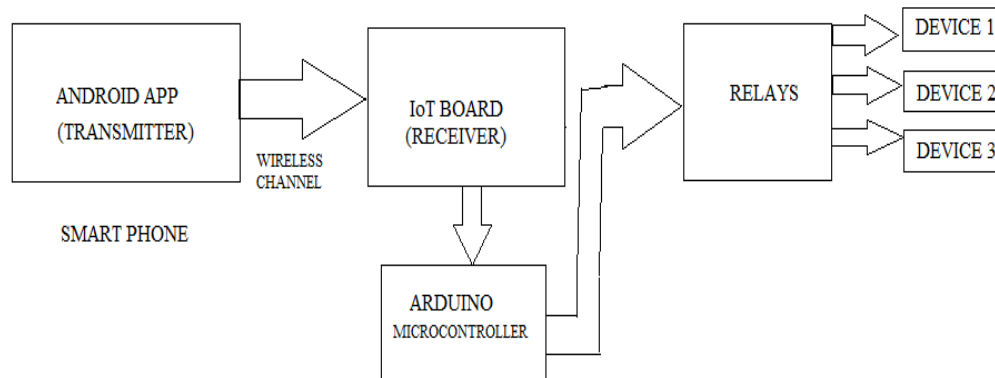 ANDROID APP
(TRANSMITTER)
SMART PHONE
WIRELESS
CHANNEL
IoT BOARD
(RECEIVER)
ARDUINO
MICROCONTROLLER
RELAYS
DEVICE 1
DEVICE 2
DEVICE 3